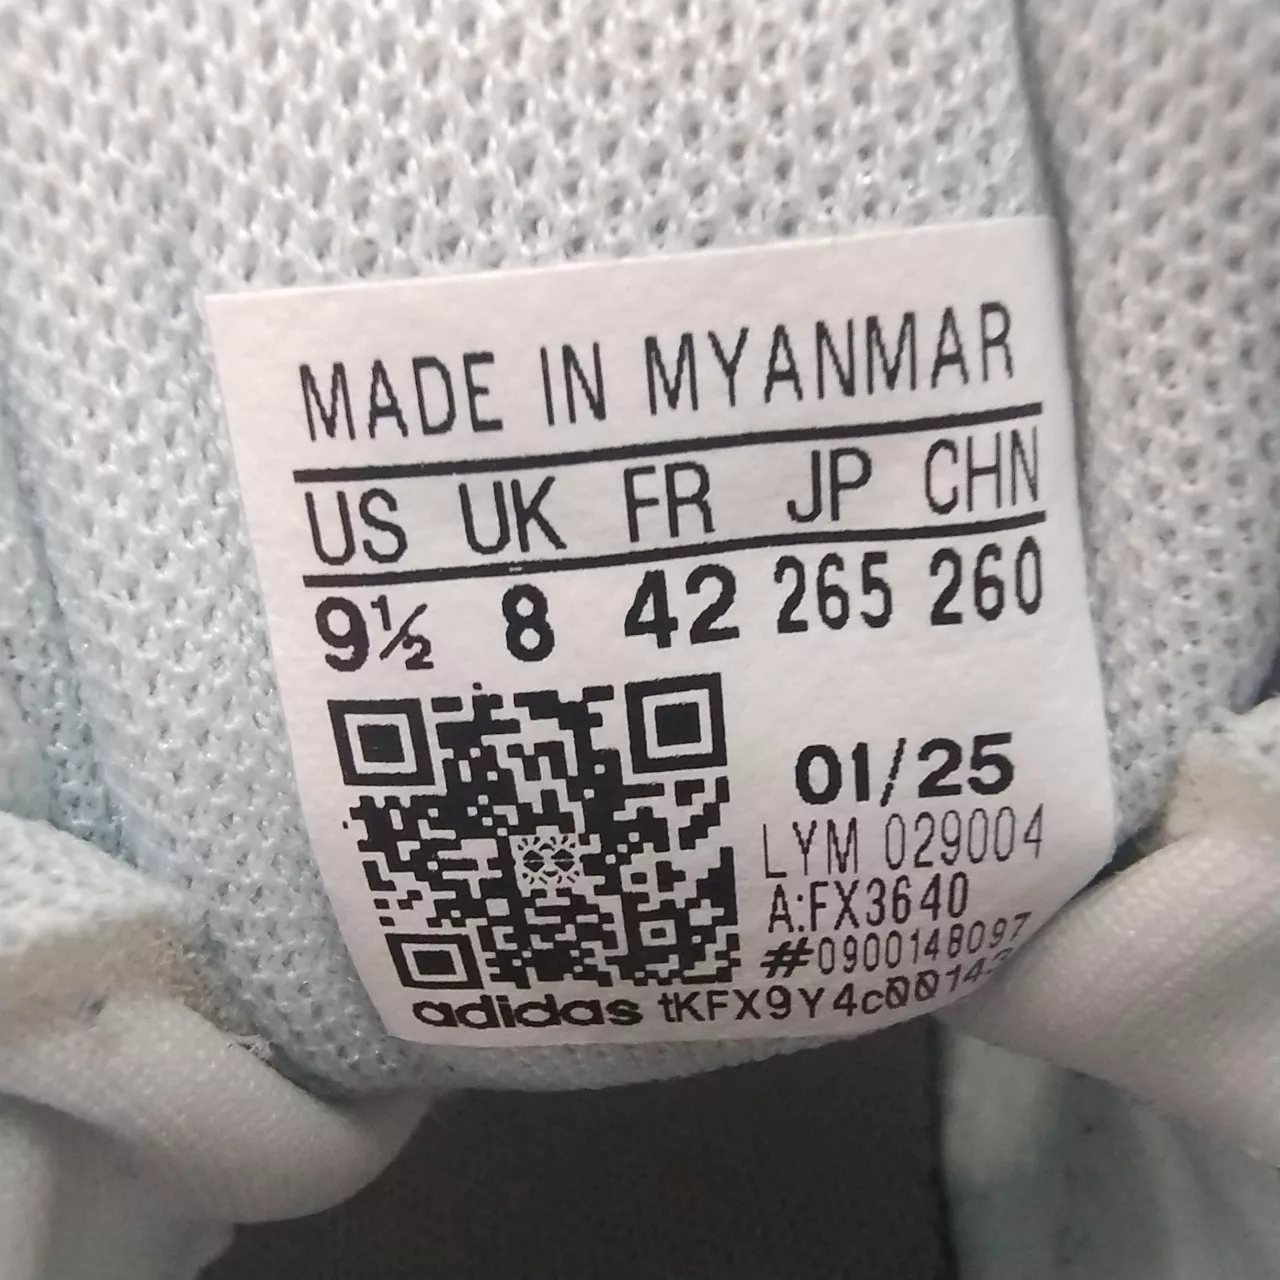 MADE IN MYANMAR
US UK FR JP CHN
9½ 8 42 265 260
01/25
LYM 029004
A:FX3640
#0900148097
adidas